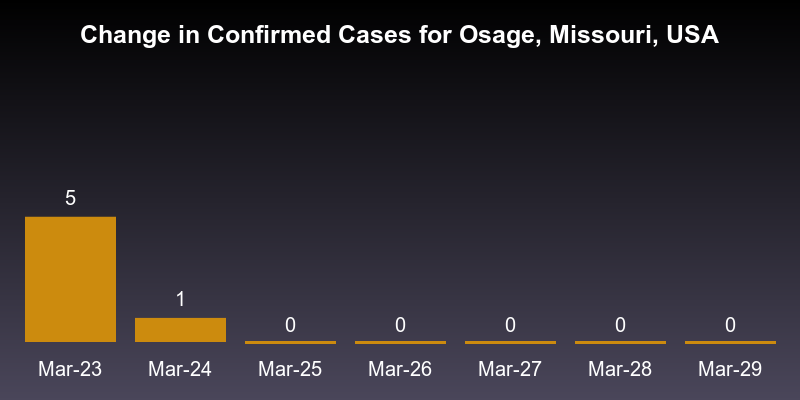 Change in Confirmed Cases for Osage, Missouri, USA
5
1
0
0
0
0
0
Mar-23
Mar-24
Mar-25
Mar-26
Mar-27
Mar-28
Mar-29